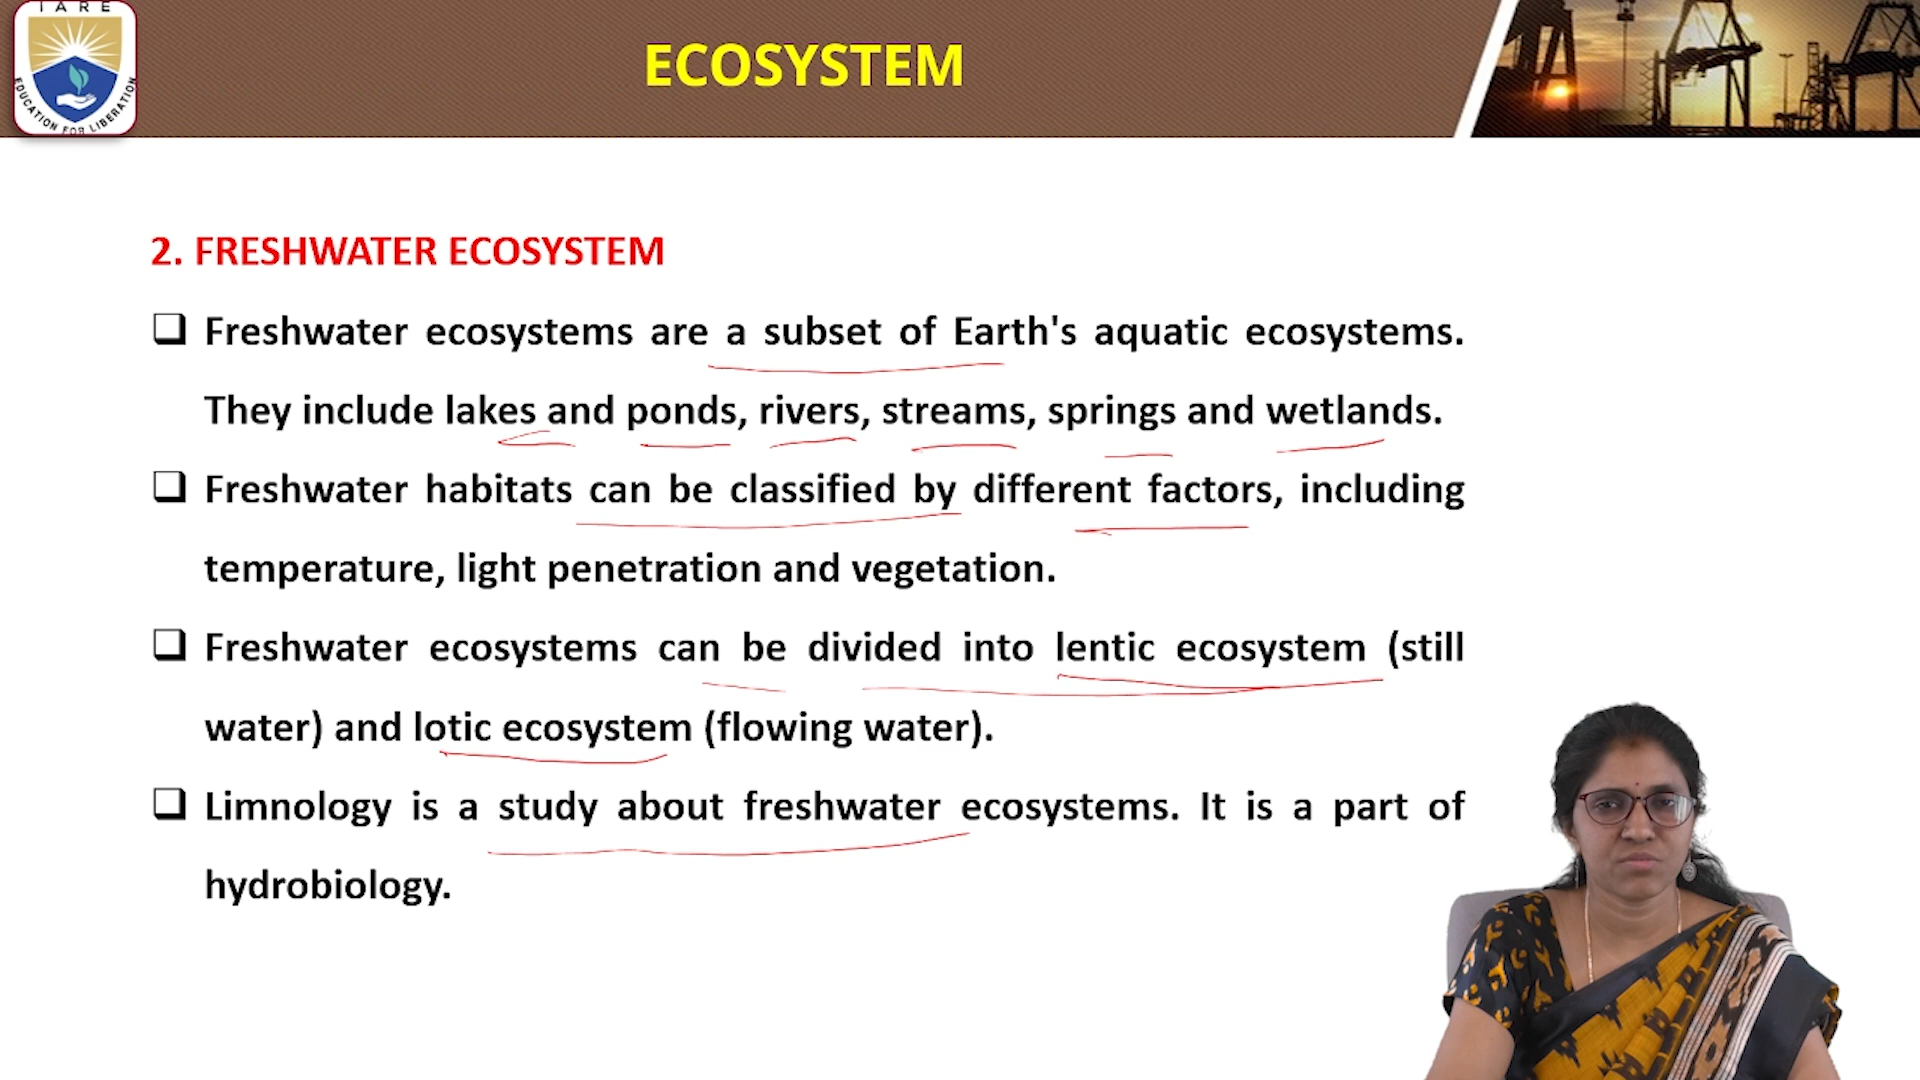 IARE
EDUCATION FOR LIBERATION
ECOSYSTEM
2. FRESHWATER ECOSYSTEM
❑ Freshwater ecosystems are a subset of Earth's aquatic ecosystems.
They include lakes and ponds, rivers, streams, springs and wetlands.
❑ Freshwater habitats can be classified by different factors, including
temperature, light penetration and vegetation.
❑ Freshwater ecosystems can be divided into lentic ecosystem (still
water) and lotic ecosystem (flowing water).
❑ Limnology is a study about freshwater ecosystems. It is a part of
hydrobiology.